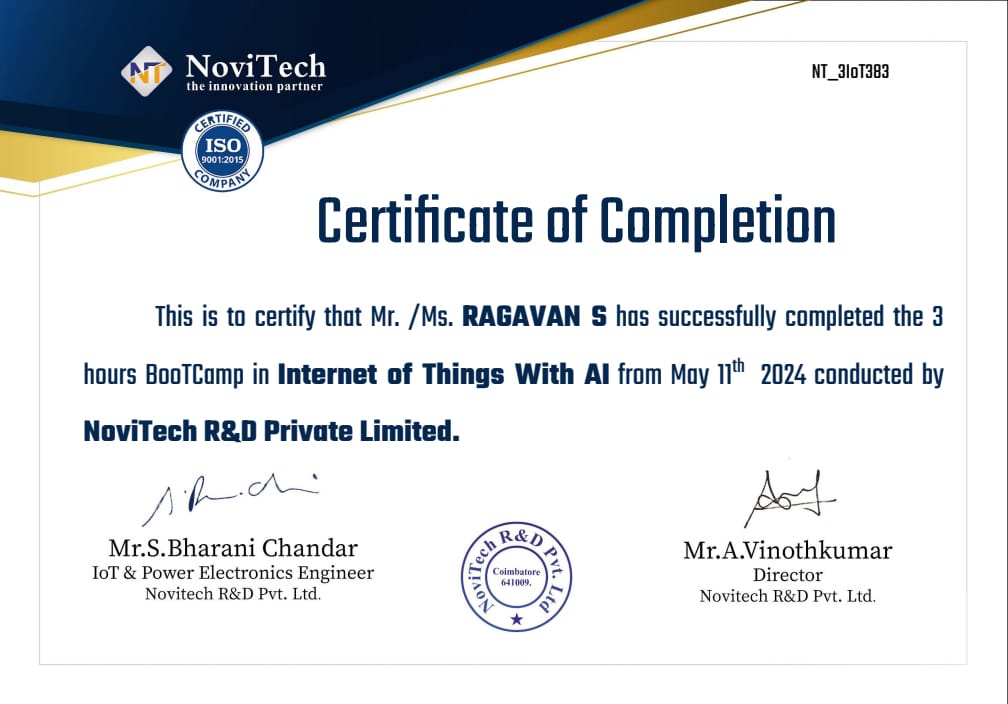 NT
NoviTech
the innovation partner
NT_3IoT383
CERTIFIED
ISO
9001:2015
COMPANY
Certificate of Completion
This is to certify that Mr. /Ms. RAGAVAN S has successfully completed the 3
hours BooTCamp in Internet of Things With AI from May 11th 2024 conducted by
NoviTech R&D Private Limited.
Mr.S.Bharani Chandar
IoT & Power Electronics Engineer
Novitech R&D Pvt. Ltd.
NoviTech R&D Pvt. Ltd
Coimbatore
641009.
Mr.A.Vinothkumar
Director
Novitech R&D Pvt. Ltd.